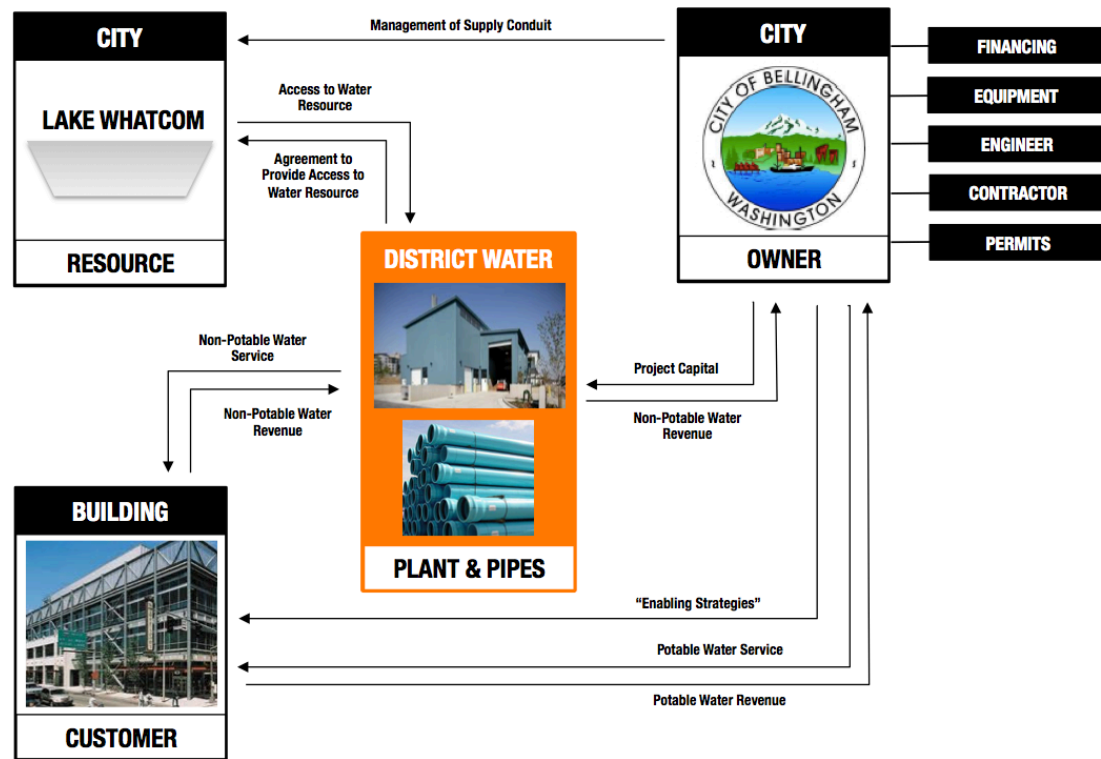 CITY
LAKE WHATCOM
RESOURCE
Management of Supply Conduit
Access to Water
Resource
Agreement to
Provide Access to
Water Resource
CITY
CITY OF BELLINGHAM
WASHINGTON
OWNER
FINANCING
EQUIPMENT
ENGINEER
CONTRACTOR
PERMITS
DISTRICT WATER
PLANT & PIPES
Non-Potable Water
Service
Non-Potable Water
Revenue
Project Capital
Non-Potable Water
Revenue
BUILDING
CUSTOMER
“Enabling Strategies”
Potable Water Service
Potable Water Revenue